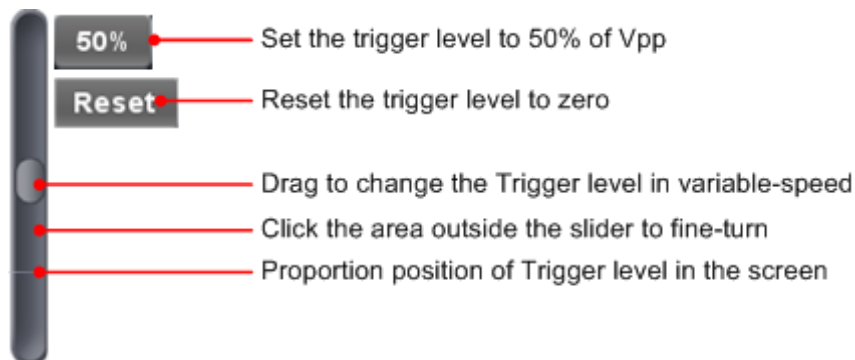 50% Set the trigger level to 50% of Vpp
Reset Reset the trigger level to zero
Drag to change the Trigger level in variable-speed
Click the area outside the slider to fine-turn
Proportion position of Trigger level in the screen